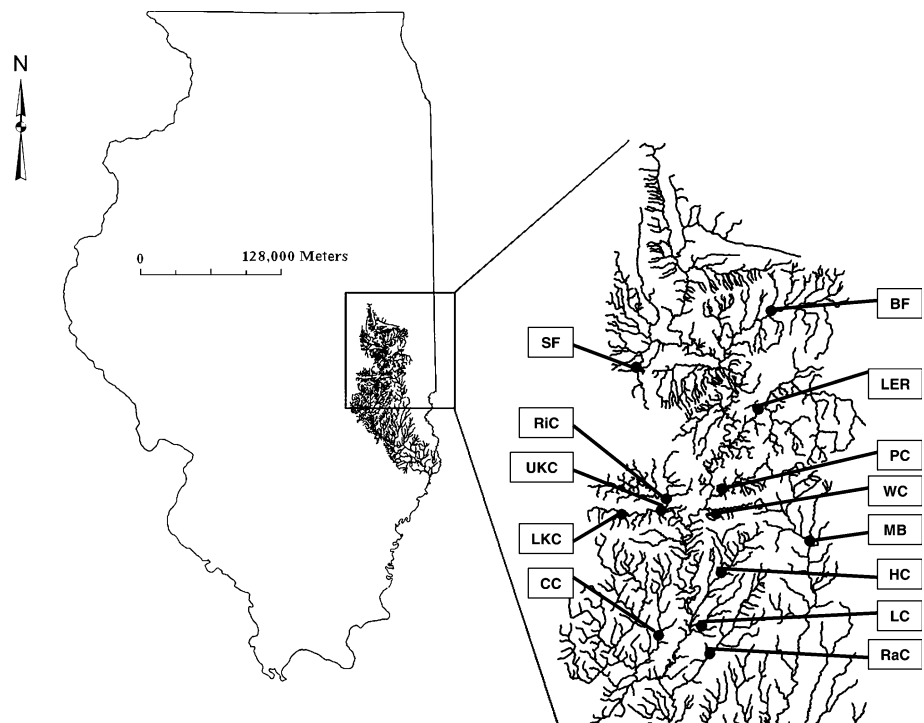 N
0 128,000 Meters
BF
SF
LER
RiC
PC
UKC
WC
LKC
MB
HC
CC
LC
RaC